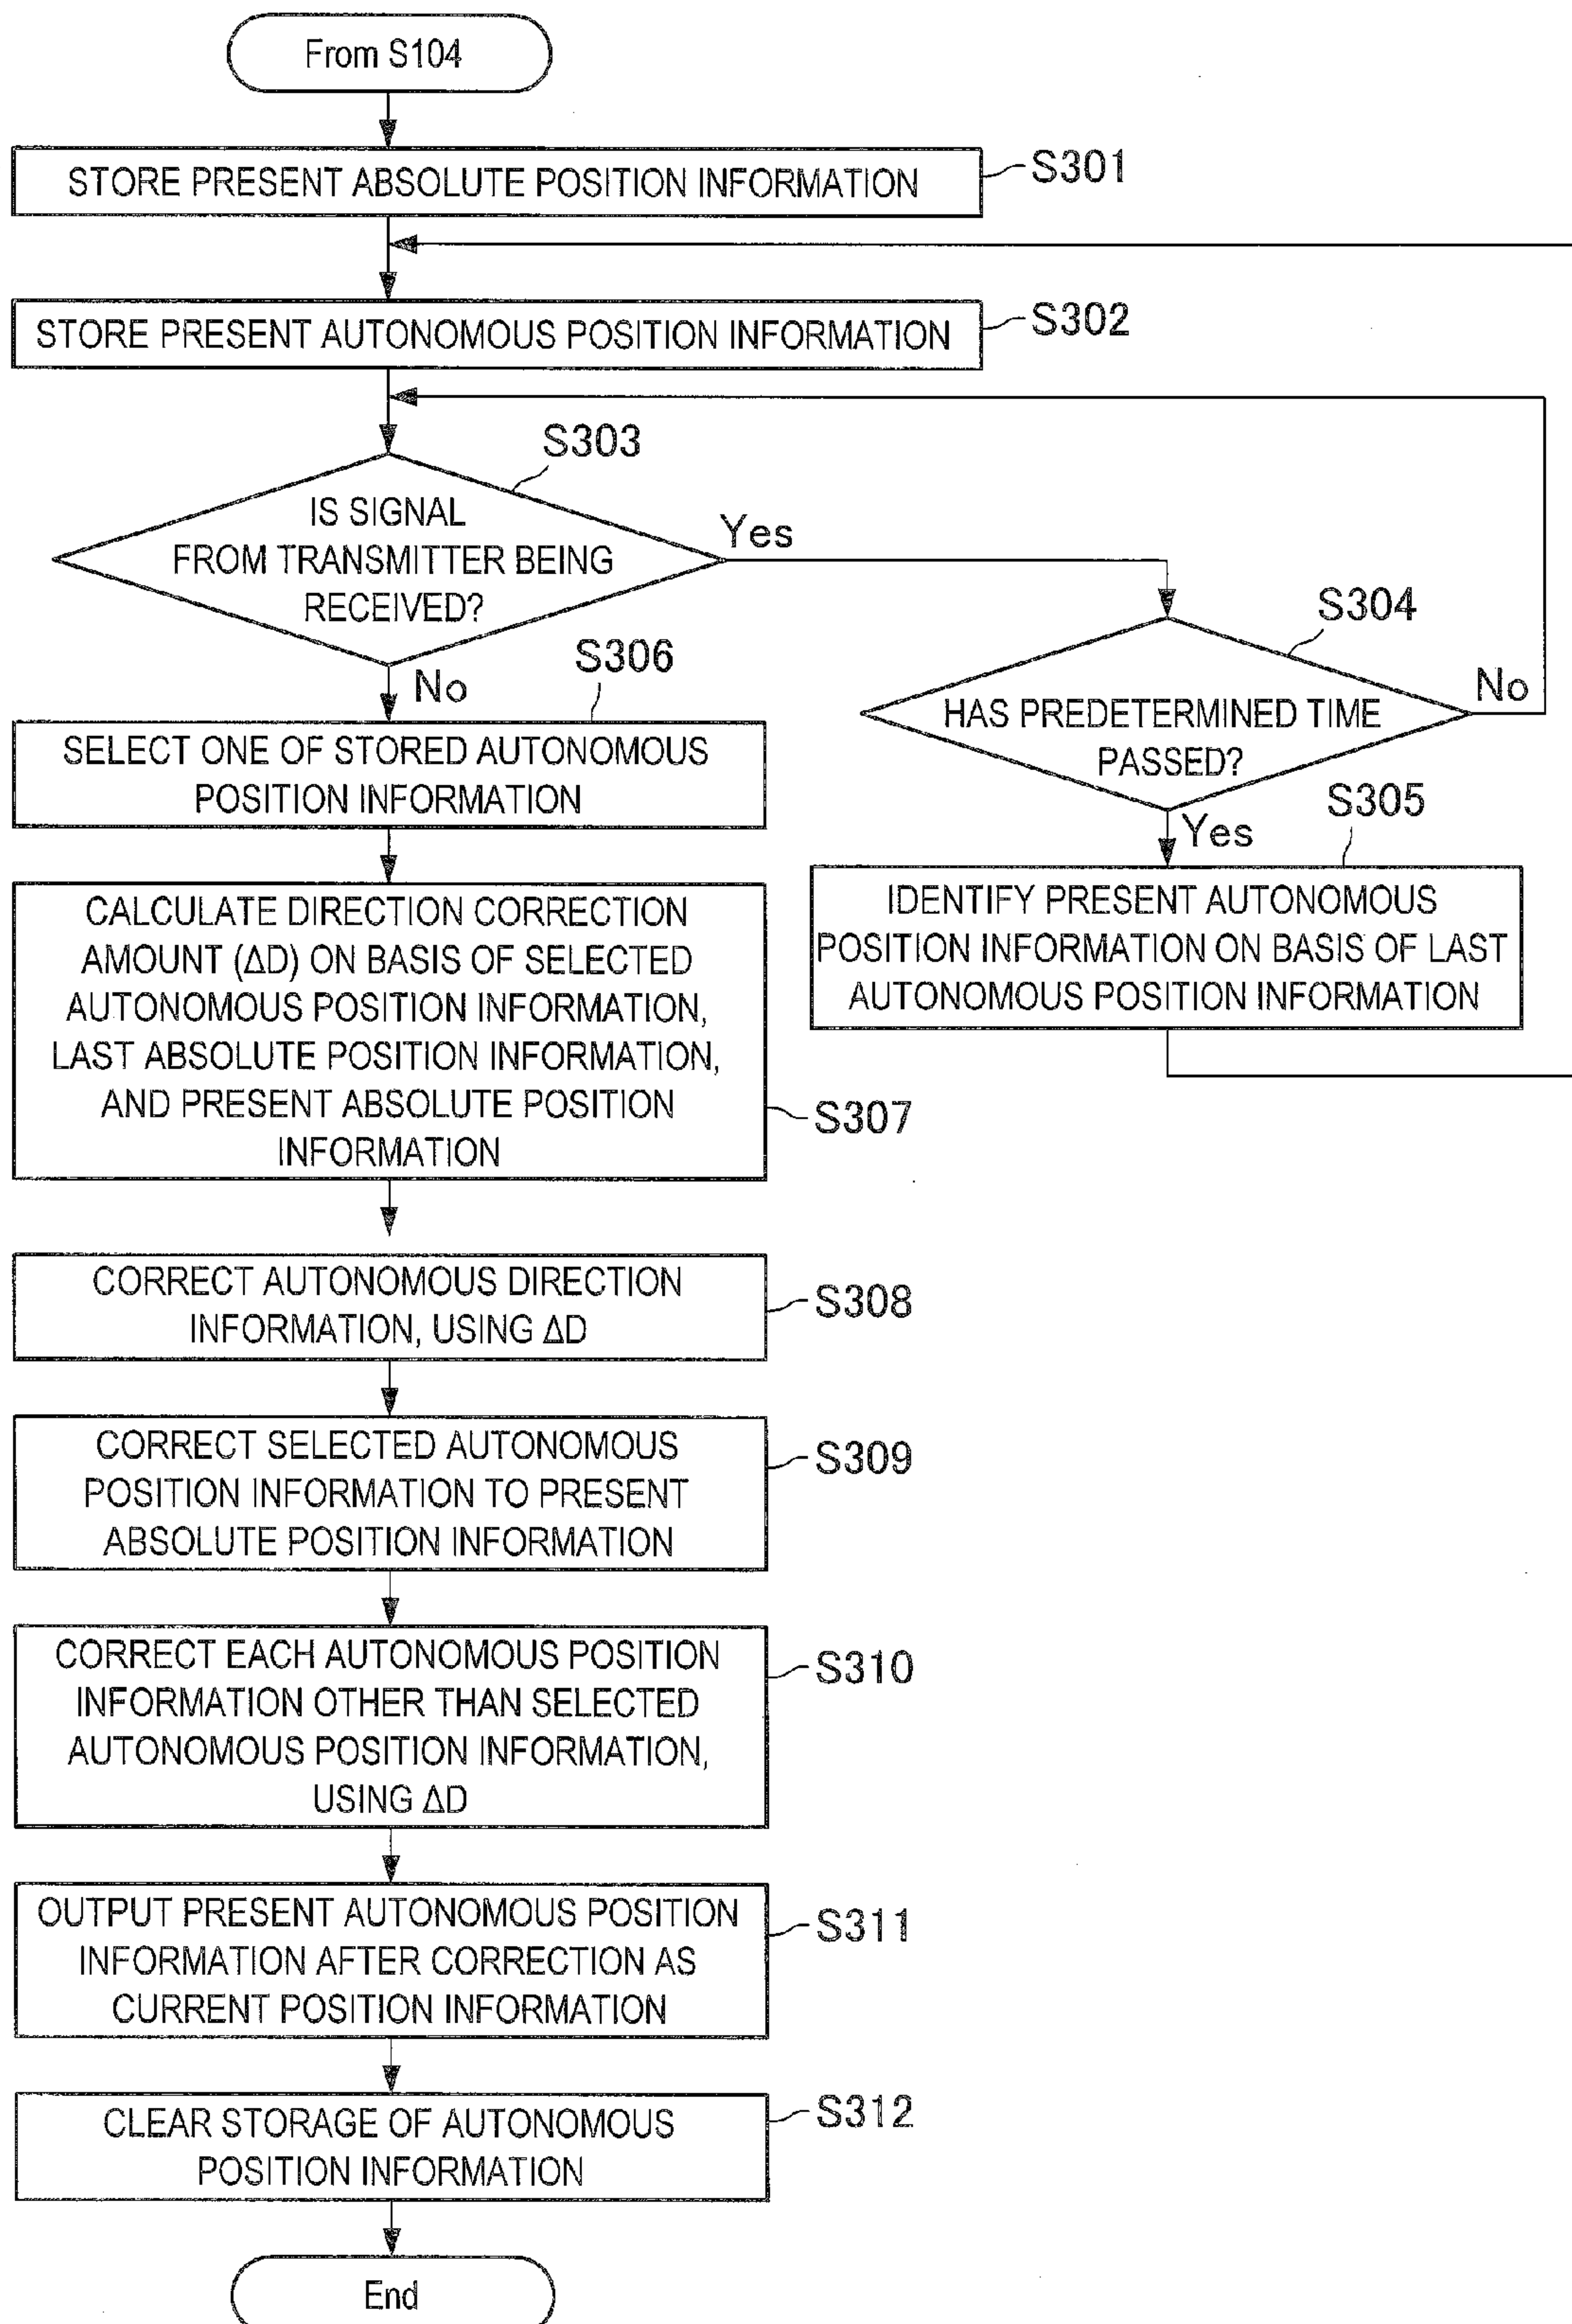 From S104
STORE PRESENT ABSOLUTE POSITION INFORMATION
S301
STORE PRESENT AUTONOMOUS POSITION INFORMATION
S302
S303
IS SIGNAL
FROM TRANSMITTER BEING
RECEIVED?
Yes
No
S304
HAS PREDETERMINED TIME
PASSED?
No
Yes
S305
IDENTIFY PRESENT AUTONOMOUS
POSITION INFORMATION ON BASIS OF LAST
AUTONOMOUS POSITION INFORMATION
S306
SELECT ONE OF STORED AUTONOMOUS
POSITION INFORMATION
CALCULATE DIRECTION CORRECTION
AMOUNT (ΔD) ON BASIS OF SELECTED
AUTONOMOUS POSITION INFORMATION,
LAST ABSOLUTE POSITION INFORMATION,
AND PRESENT ABSOLUTE POSITION
INFORMATION
S307
CORRECT AUTONOMOUS DIRECTION
INFORMATION, USING ΔD
S308
CORRECT SELECTED AUTONOMOUS
POSITION INFORMATION TO PRESENT
ABSOLUTE POSITION INFORMATION
S309
CORRECT EACH AUTONOMOUS POSITION
INFORMATION OTHER THAN SELECTED
AUTONOMOUS POSITION INFORMATION,
USING ΔD
S310
OUTPUT PRESENT AUTONOMOUS POSITION
INFORMATION AFTER CORRECTION AS
CURRENT POSITION INFORMATION
S311
CLEAR STORAGE OF AUTONOMOUS
POSITION INFORMATION
S312
End